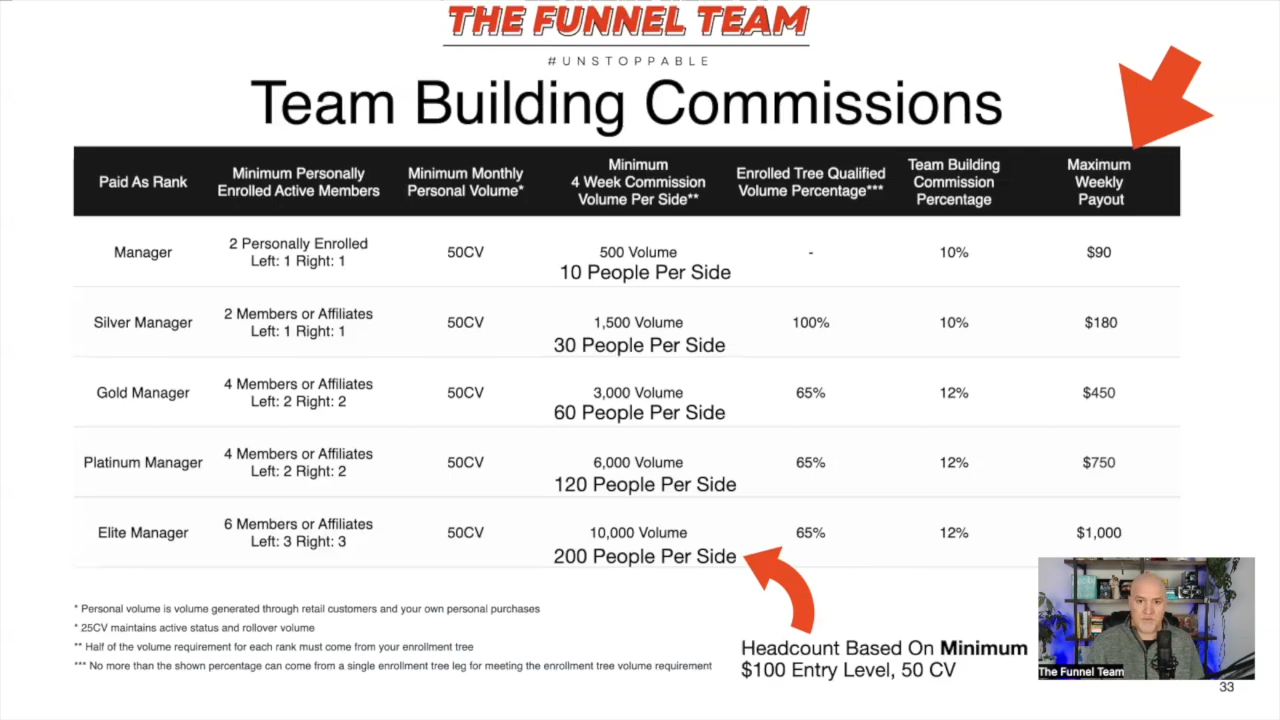 THE FUNNEL TEAM
#UNSTOPPABLE
Team Building Commissions
Paid As Rank
Minimum Personally
Enrolled Active Members
Minimum Monthly
Personal Volume*
Minimum
4 Week Commission
Volume Per Side**
Enrolled Tree Qualified
Volume Percentage***
Team Building
Commission
Percentage
Maximum
Weekly
Payout
Manager
2 Personally Enrolled
Left: 1 Right: 1
50CV
500 Volume
10 People Per Side
-
10%
$90
Silver Manager
2 Members or Affiliates
Left: 1 Right: 1
50CV
1,500 Volume
30 People Per Side
100%
10%
$180
Gold Manager
4 Members or Affiliates
Left: 2 Right: 2
50CV
3,000 Volume
60 People Per Side
65%
12%
$450
Platinum Manager
4 Members or Affiliates
Left: 2 Right: 2
50CV
6,000 Volume
120 People Per Side
65%
12%
$750
Elite Manager
6 Members or Affiliates
Left: 3 Right: 3
50CV
10,000 Volume
200 People Per Side
65%
12%
$1,000
* Personal volume is volume generated through retail customers and your own personal purchases
* 25CV maintains active status and rollover volume
** Half of the volume requirement for each rank must come from your enrollment tree
*** No more than the shown percentage can come from a single enrollment tree leg for meeting the enrollment tree volume requirement
Headcount Based On Minimum
$100 Entry Level, 50 CV
The Funnel Team
33